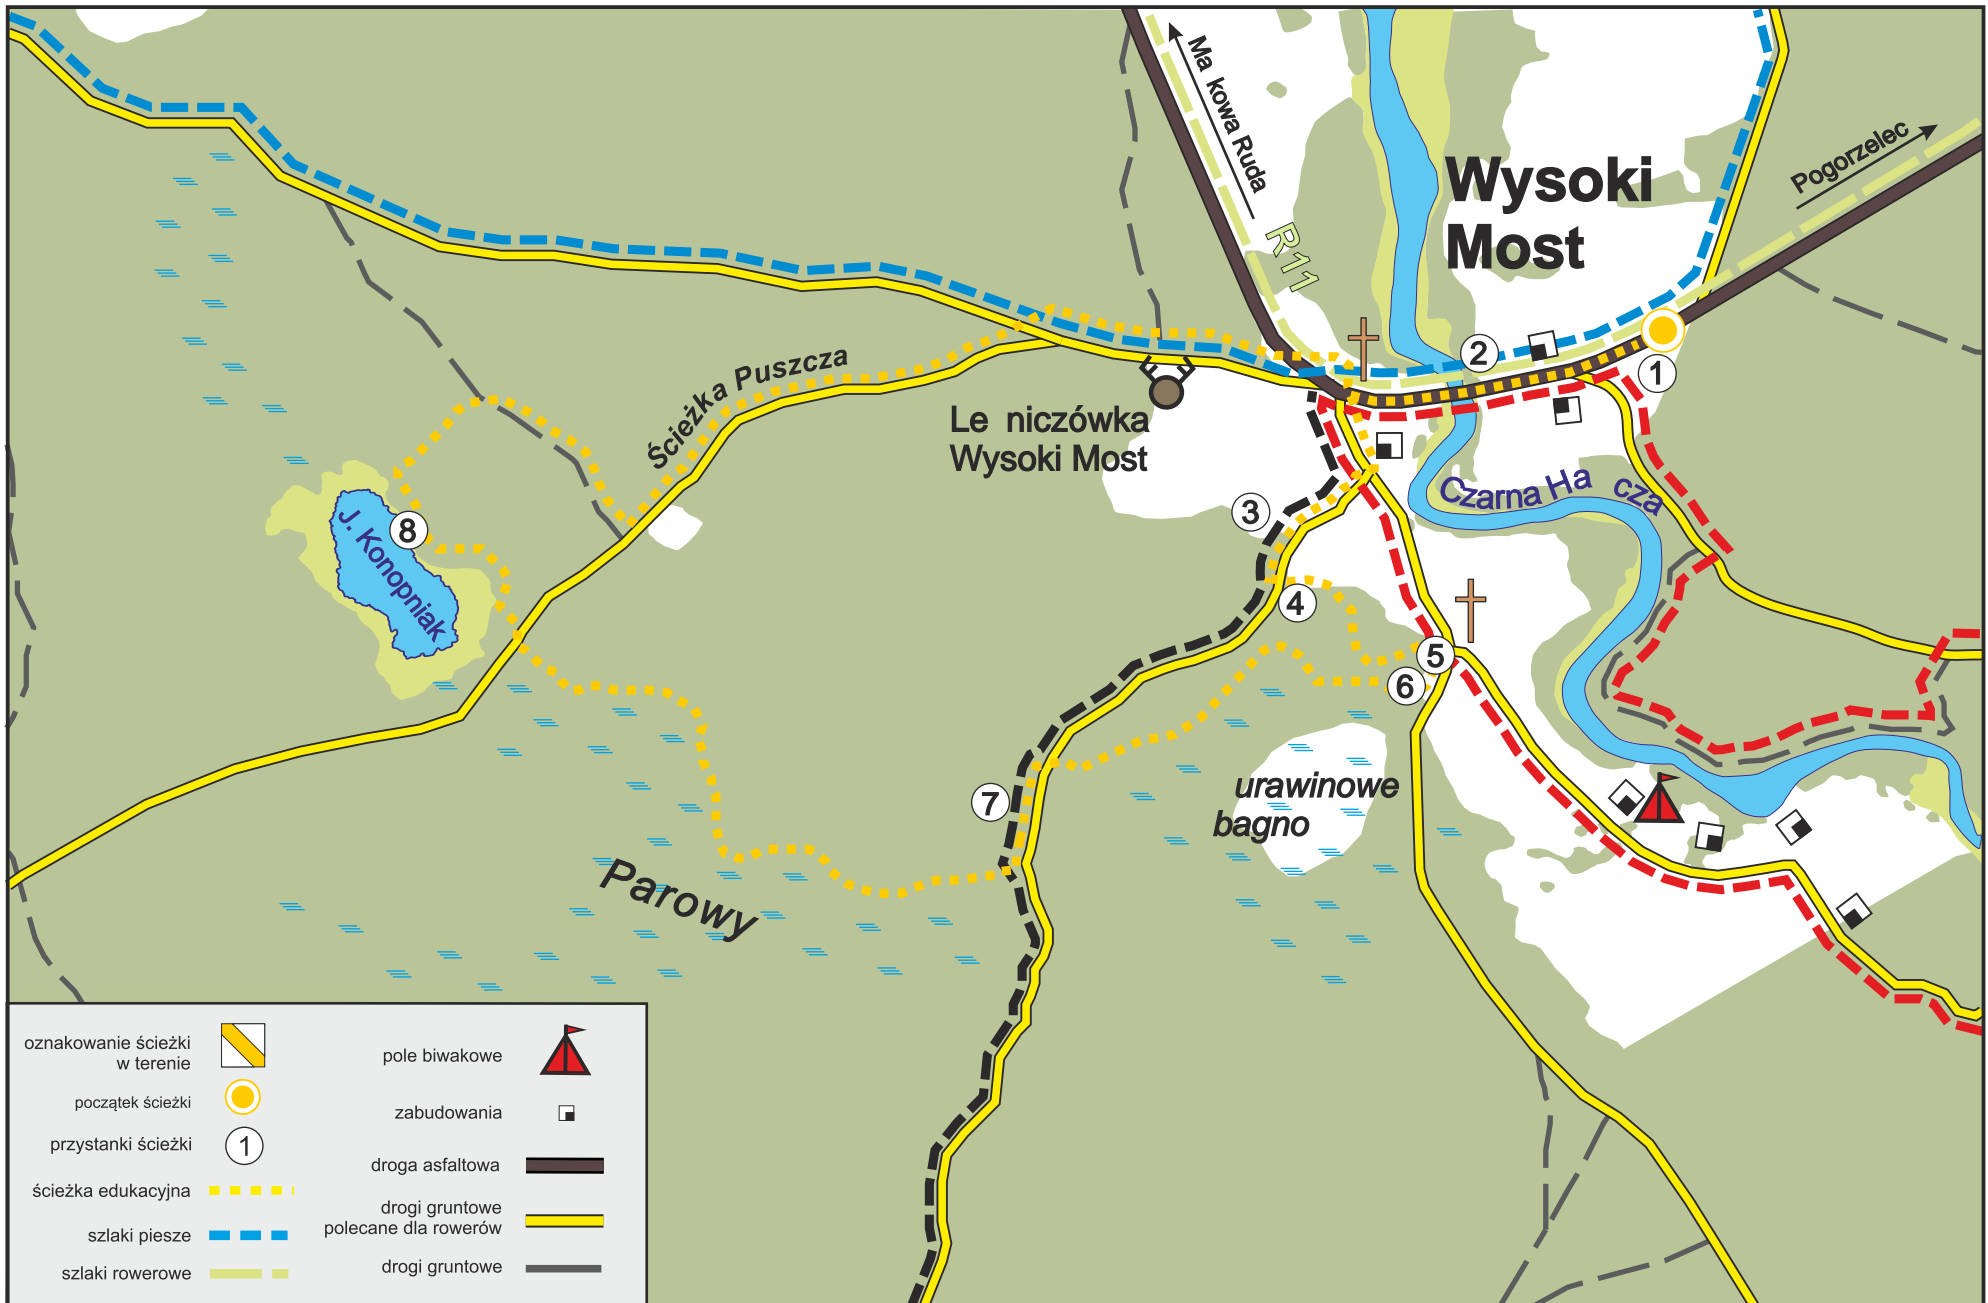 Ma kowa Ruda
R11
Wysoki
Most
Pogorzelec
1
2
Ścieżka Puszcza
Le niczówka
Wysoki Most
Czarna Ha cza
3
4
5
6
7
8
J. Konopniak
urawinowe
bagno
Parowy
oznakowanie ścieżki
w terenie
początek ścieżki
przystanki ścieżki
1
ścieżka edukacyjna
szlaki piesze
szlaki rowerowe
pole biwakowe
zabudowania
droga asfaltowa
drogi gruntowe
polecane dla rowerów
drogi gruntowe